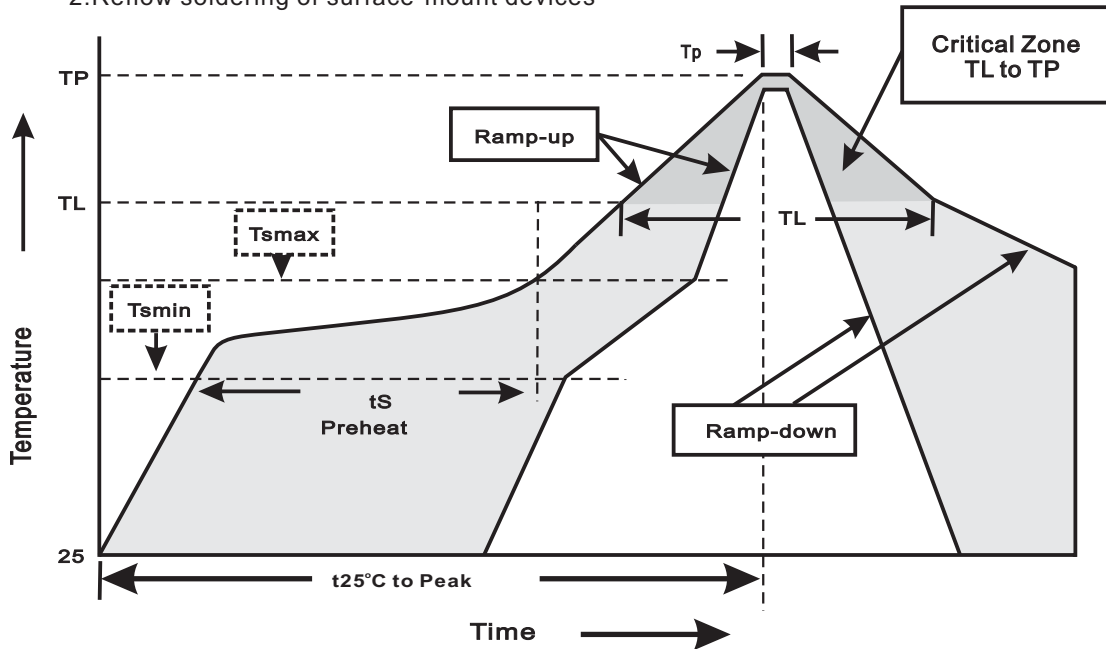 2.Reflow soldering of surface-mount devices
Tp
Critical Zone
TL to TP
TP
Ramp-up
TL
TL
Tsmax
Tsmin
Temperature
tS
Preheat
Ramp-down
25
t25°C to Peak
Time